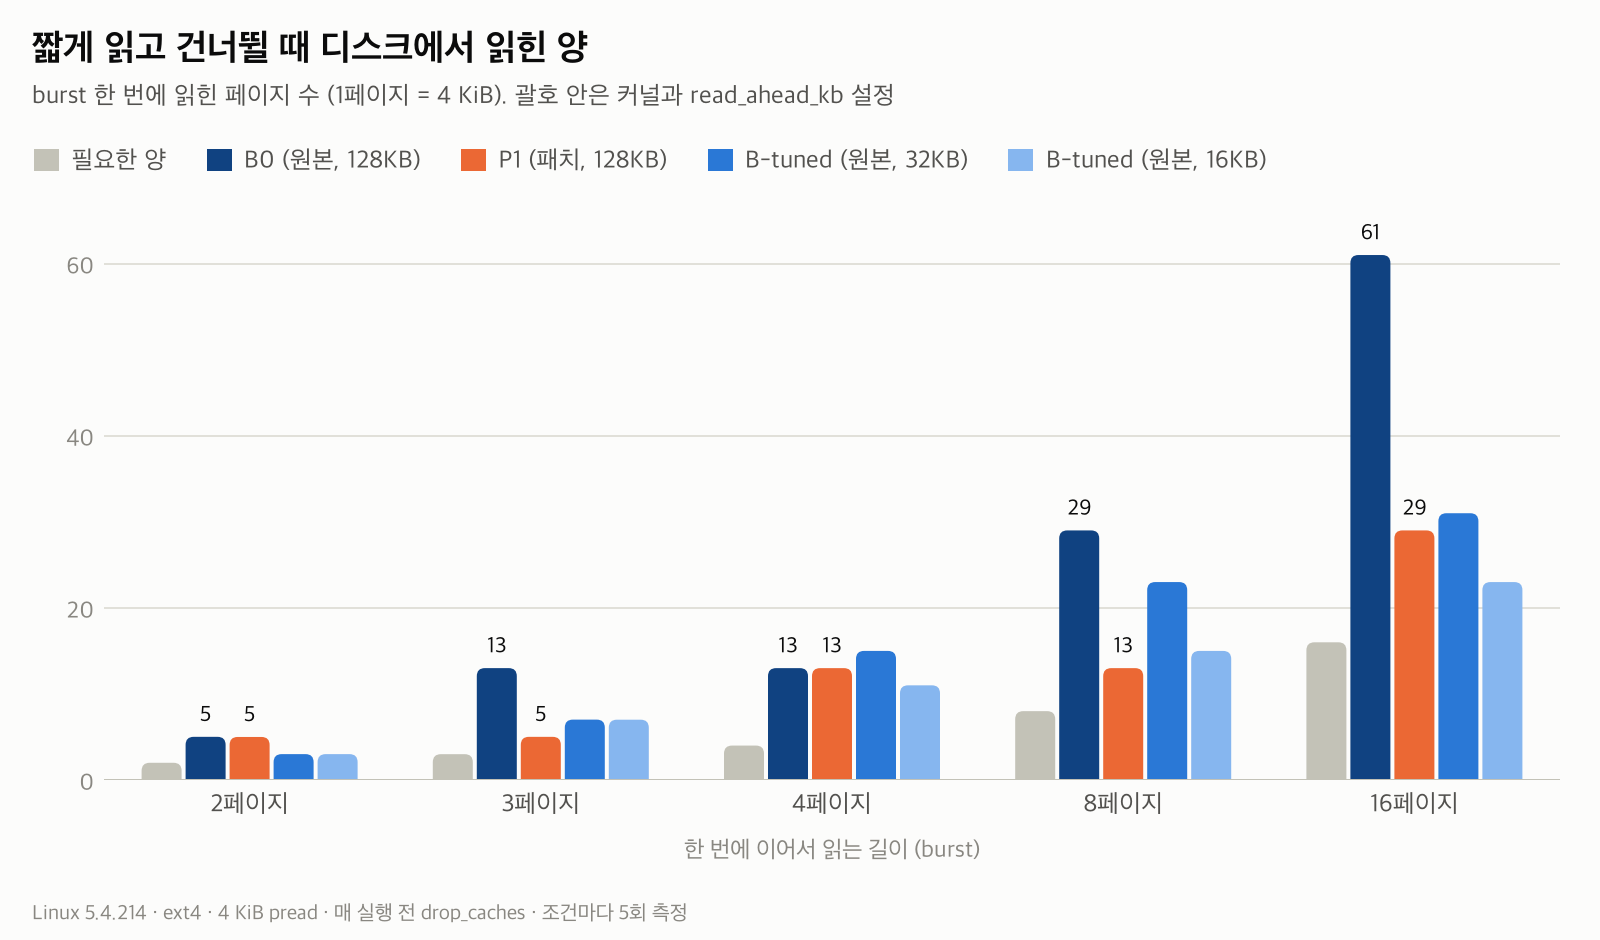 짧게 읽고 건너뛸 때 디스크에서 읽힌 양
burst 한 번에 읽힌 페이지 수 (1페이지 = 4 KiB). 괄호 안은 커널과 read_ahead_kb 설정
필요한 양 B0 (원본, 128KB) P1 (패치, 128KB) B-tuned (원본, 32KB) B-tuned (원본, 16KB)
61
60
40
29 29
20
13 13 13 13
5 5 5
0
2페이지 3페이지 4페이지 8페이지 16페이지
한 번에 이어서 읽는 길이 (burst)
Linux 5.4.214 · ext4 · 4 KiB pread · 매 실행 전 drop_caches · 조건마다 5회 측정